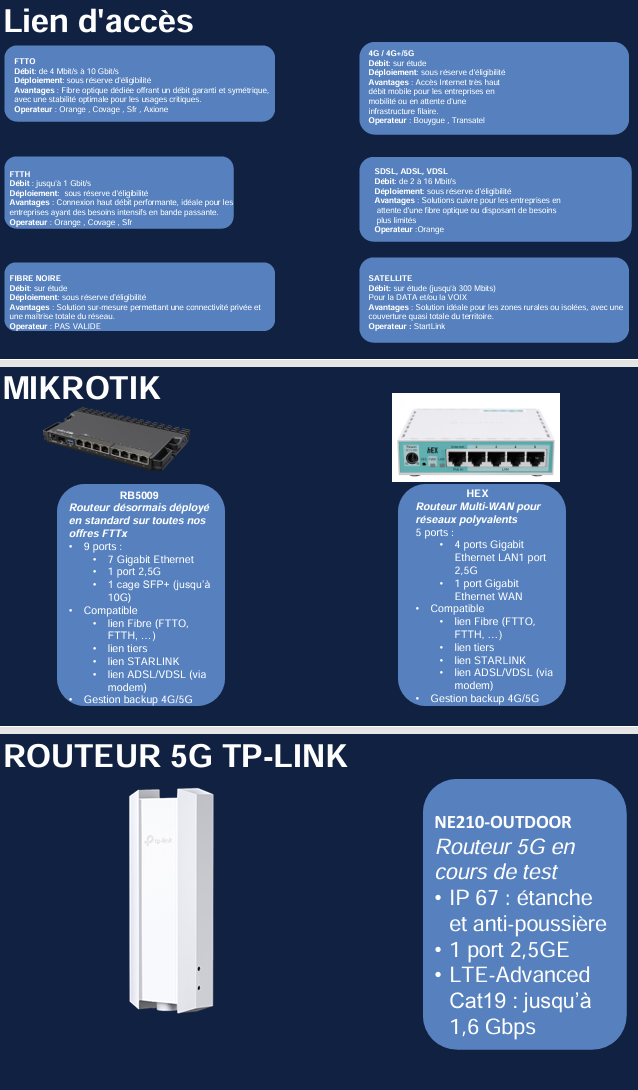 Lien d'accès
FTTO
Débit: de 4 Mbit/s à 10 Gbit/s
Déploiement: sous réserve d'éligibilité
Avantages : Fibre optique dédiée offrant un débit garanti et symétrique,
avec une stabilité optimale pour les usages critiques.
Operateur : Orange , Covage , Sfr , Axione
4G / 4G+/5G
Débit: sur étude
Déploiement: sous réserve d'éligibilité
Avantages : Accès Internet très haut
débit mobile pour les entreprises en
mobilité ou en attente d'une
infrastructure filaire.
Operateur : Bouygue , Transatel
FTTH
Débit : jusqu'à 1 Gbit/s
Déploiement: sous réserve d'éligibilité
Avantages : Connexion haut débit performante, idéale pour les
entreprises ayant des besoins intensifs en bande passante.
Operateur : Orange , Covage , Sfr
SDSL, ADSL, VDSL
Débit: de 2 à 16 Mbit/s
Déploiement: sous réserve d'éligibilité
Avantages : Solutions cuivre pour les entreprises en
attente d'une fibre optique ou disposant de besoins
plus limités
Operateur :Orange
FIBRE NOIRE
Débit: sur étude
Déploiement: sous réserve d'éligibilité
Avantages : Solution sur-mesure permettant une connectivité privée et
une maîtrise totale du réseau.
Operateur : PAS VALIDE
SATELLITE
Débit: sur étude (jusqu'à 300 Mbits)
Pour la DATA et/ou la VOIX
Avantages : Solution idéale pour les zones rurales ou isolées, avec une
couverture quasi totale du territoire.
Operateur : StartLink
MIKROTIK
RB5009
Routeur désormais déployé
en standard sur toutes nos
offres FTTx
• 9 ports :
• 7 Gigabit Ethernet
• 1 port 2,5G
• 1 cage SFP+ (jusqu'à
10G)
• Compatible
• lien Fibre (FTTO,
FTTH, …)
• lien tiers
• lien STARLINK
• lien ADSL/VDSL (via
modem)
• Gestion backup 4G/5G
hEX
HEX
Routeur Multi-WAN pour
réseaux polyvalents
5 ports :
• 4 ports Gigabit
Ethernet LAN1 port
2,5G
• 1 port Gigabit
Ethernet WAN
• Compatible
• lien Fibre (FTTO,
FTTH, …)
• lien tiers
• lien STARLINK
• lien ADSL/VDSL (via
modem)
• Gestion backup 4G/5G
ROUTEUR 5G TP-LINK
tp-link
NE210-OUTDOOR
Routeur 5G en
cours de test
• IP 67 : étanche
et anti-poussière
• 1 port 2,5GE
• LTE-Advanced
Cat19 : jusqu'à
1,6 Gbps